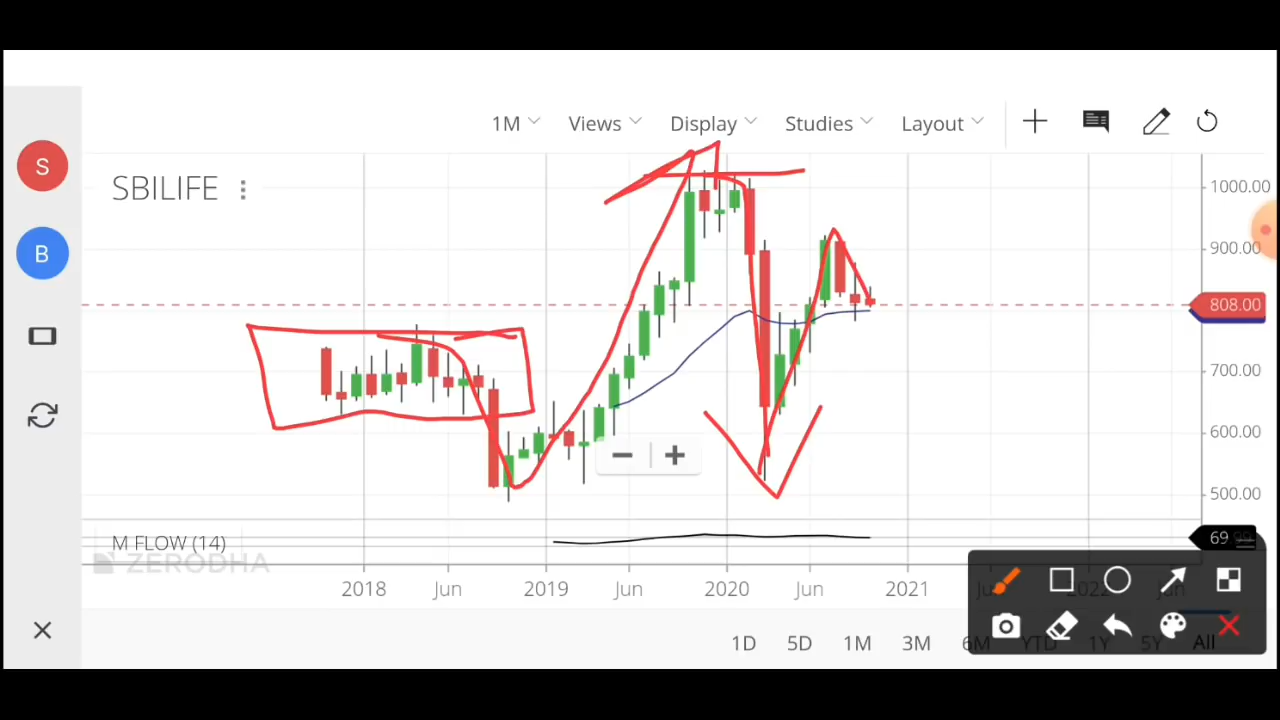 1M Views Display Studies Layout
S SBILIFE
1000.00
B
900.00
808.00
700.00
600.00
500.00
M FLOW (14) 69
ZERODHA
2018 Jun 2019 Jun 2020 Jun 2021 2022
1D 5D 1M 3M 6M YTD 1Y 5Y All